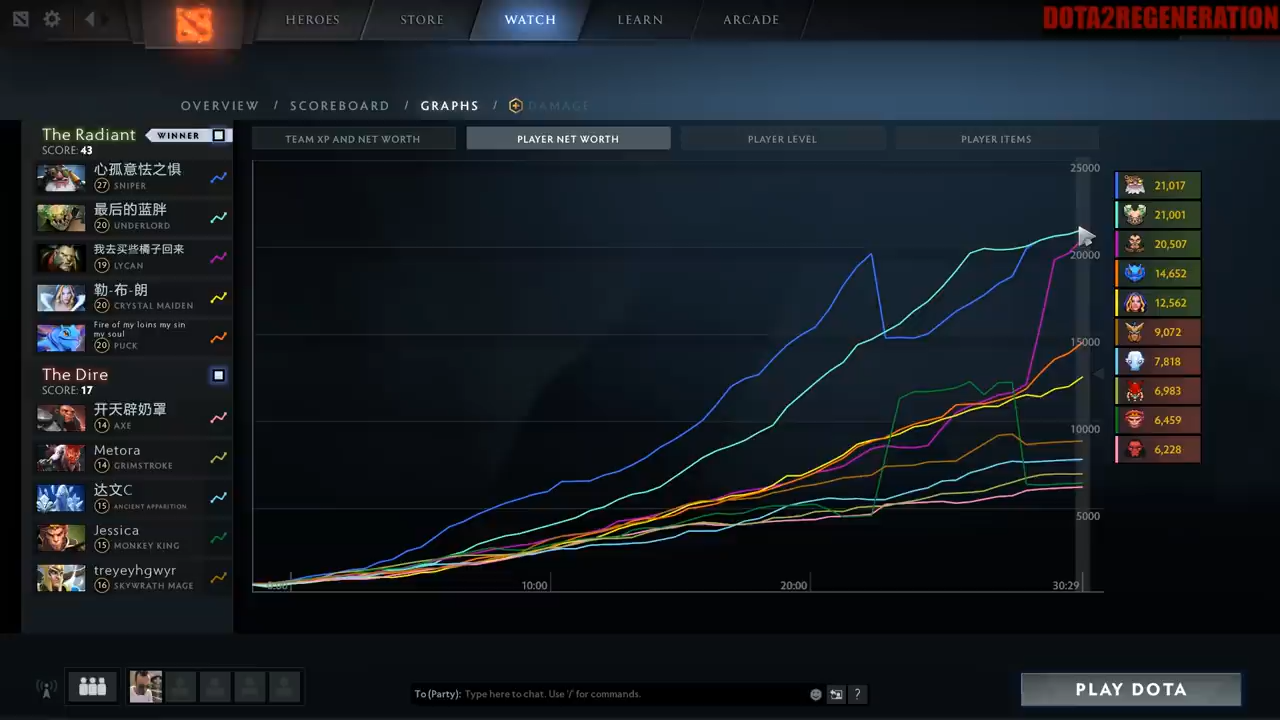 HEROES
STORE
WATCH
LEARN
ARCADE
DOTA2REGENERATION
OVERVIEW / SCOREBOARD / GRAPHS / DAMAGE
The Radiant WINNER
SCORE: 43
TEAM XP AND NET WORTH
PLAYER NET WORTH
PLAYER LEVEL
PLAYER ITEMS
心孤意怯之惧
27 SNIPER
最后的蓝胖
20 UNDERLORD
我去买些橘子回来
19 LYCAN
勒-布-朗
20 CRYSTAL MAIDEN
Fire of my loins my sin
my soul
20 PUCK
The Dire
SCORE: 17
开天辟奶罩
14 AXE
Metora
14 GRIMSTROKE
达文C
15 ANCIENT APPARITION
Jessica
15 MONKEY KING
treyeyhgwyr
16 SKYWRATH MAGE
25000
20000
15000
10000
5000
0:00
10:00
20:00
30:29
21,017
21,001
20,507
14,652
12,562
9,072
7,818
6,983
6,459
6,228
To (Party): Type here to chat. Use '/' for commands.
?
PLAY DOTA